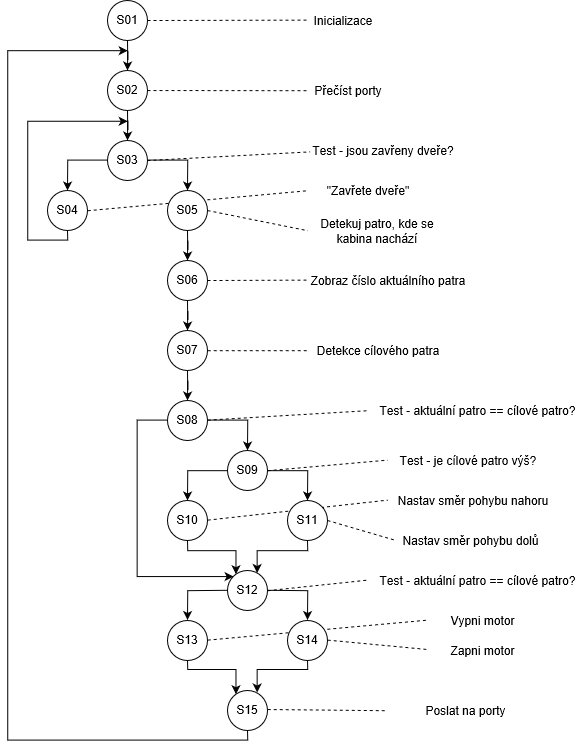 S01
Inicializace
S02
Přečíst porty
S03
Test - jsou zavřeny dveře?
S04
"Zavřete dveře"
S05
Detekuj patro, kde se
kabina nachází
S06
Zobraz číslo aktuálního patra
S07
Detekce cílového patra
S08
Test - aktuální patro == cílové patro?
S09
Test - je cílové patro výš?
S10
Nastav směr pohybu nahoru
S11
Nastav směr pohybu dolů
S12
Test - aktuální patro == cílové patro?
S13
Vypni motor
S14
Zapni motor
S15
Poslat na porty